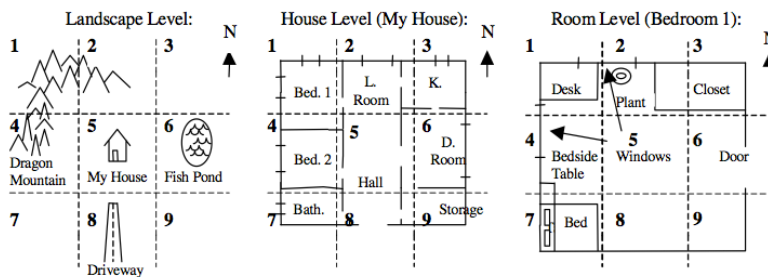 Landscape Level:
1 2 3
N
4 5 6
Dragon
Mountain
My House
Fish Pond
7 8 9
Driveway
House Level (My House):
1 2 3
N
Bed. 1
L.
Room
K.
4 5 6
D.
Room
Bed. 2
Hall
7 8 9
Bath.
Storage
Room Level (Bedroom 1):
1 2 3
N
Desk
Plant
Closet
4 5 6
Bedside
Table
Windows
Door
7 8 9
Bed